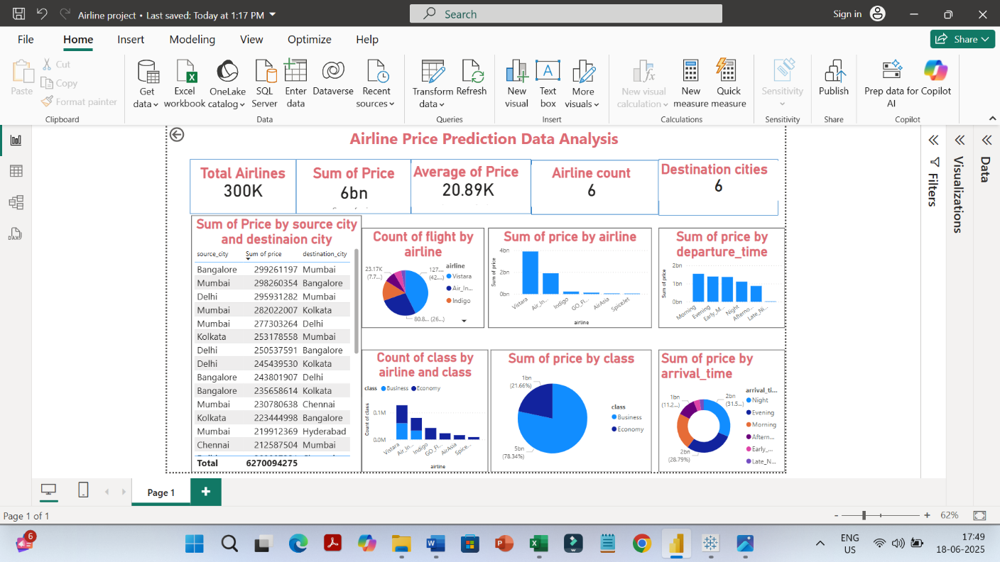 Airline project • Last saved: Today at 1:17 PM
Search
Sign in
File Home Insert Modeling View Optimize Help
Share
Paste
Cut
Copy
Format painter
Clipboard
Get data
Excel workbook
OneLake catalog
SQL Server
Enter data
Dataverse
Recent sources
Data
Transform data
Refresh
Queries
New visual
Text box
More visuals
Insert
New visual calculation
New measure
Quick measure
Calculations
Sensitivity
Sensitivity
Publish
Share
Prep data for AI
Copilot
Copilot
Airline Price Prediction Data Analysis
Total Airlines
300K
Sum of Price
6bn
Average of Price
20.89K
Airline count
6
Destination cities
6
Sum of Price by source city
and destinaion city
source_city Sum of price destination_city
Bangalore 299261197 Mumbai
Mumbai 298260354 Bangalore
Delhi 295931282 Mumbai
Mumbai 282022007 Kolkata
Mumbai 277303264 Delhi
Kolkata 253178558 Mumbai
Delhi 250537591 Bangalore
Delhi 245439530 Kolkata
Bangalore 243801907 Delhi
Bangalore 235658614 Kolkata
Mumbai 230780638 Chennai
Kolkata 223444998 Bangalore
Mumbai 219912369 Hyderabad
Chennai 212587504 Mumbai
Total 6270094275
Count of flight by
airline
23.17K
(7.7...)
127....
(42....)
80.8... (26...)
airline
Vistara
Air_In...
Indigo
Sum of price by airline
Sum of price
4bn
2bn
0bn
Vistara
Air_In...
Indigo
GO_Fi...
AirAsia
SpiceJet
airline
Sum of price by
departure_time
Sum of price
2bn
1bn
0bn
Morning
Evening
Early_M...
Night
Afterno...
Late_Ni...
Count of class by
airline and class
class Business Economy
Count of class
0.1M
0.0M
Vistara
Air_In...
Indigo
GO_Fi...
AirAsia
Spice...
airline
Sum of price by class
1bn
(21.66%)
5bn
(78.34%)
class
Business
Economy
Sum of price by
arrival_time
1bn
(11.2...)
2bn
(31.5...)
2bn
(28.79%)
arrival_ti...
Night
Evening
Morning
Aftern...
Early_...
Late_N...
Filters
Visualizations
Data
Page 1
Page 1 of 1
- + 62%
6
ENG
US
17:49
18-06-2025